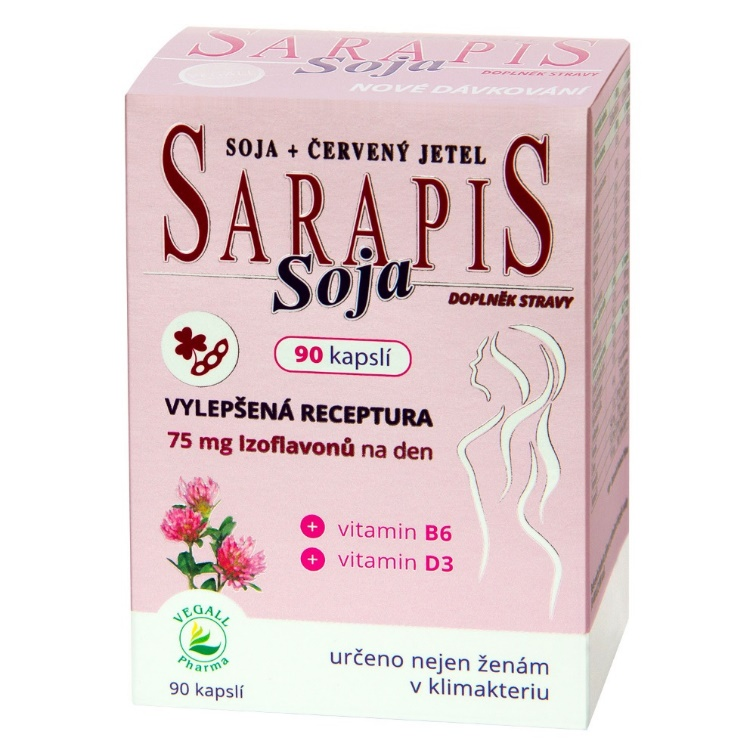 SARAPIS
Soja
DOPLNĚK STRAVY
NOVÉ DÁVKOVÁNÍ
SOJA + ČERVENÝ JETEL
SARAPIS
Soja
DOPLNĚK STRAVY
90 kapslí
VYLEPŠENÁ RECEPTURA
75 mg Izoflavonů na den
+ vitamin B6
+ vitamin D3
VEGALL
Pharma
90 kapslí
určeno nejen ženám
v klimakteriu